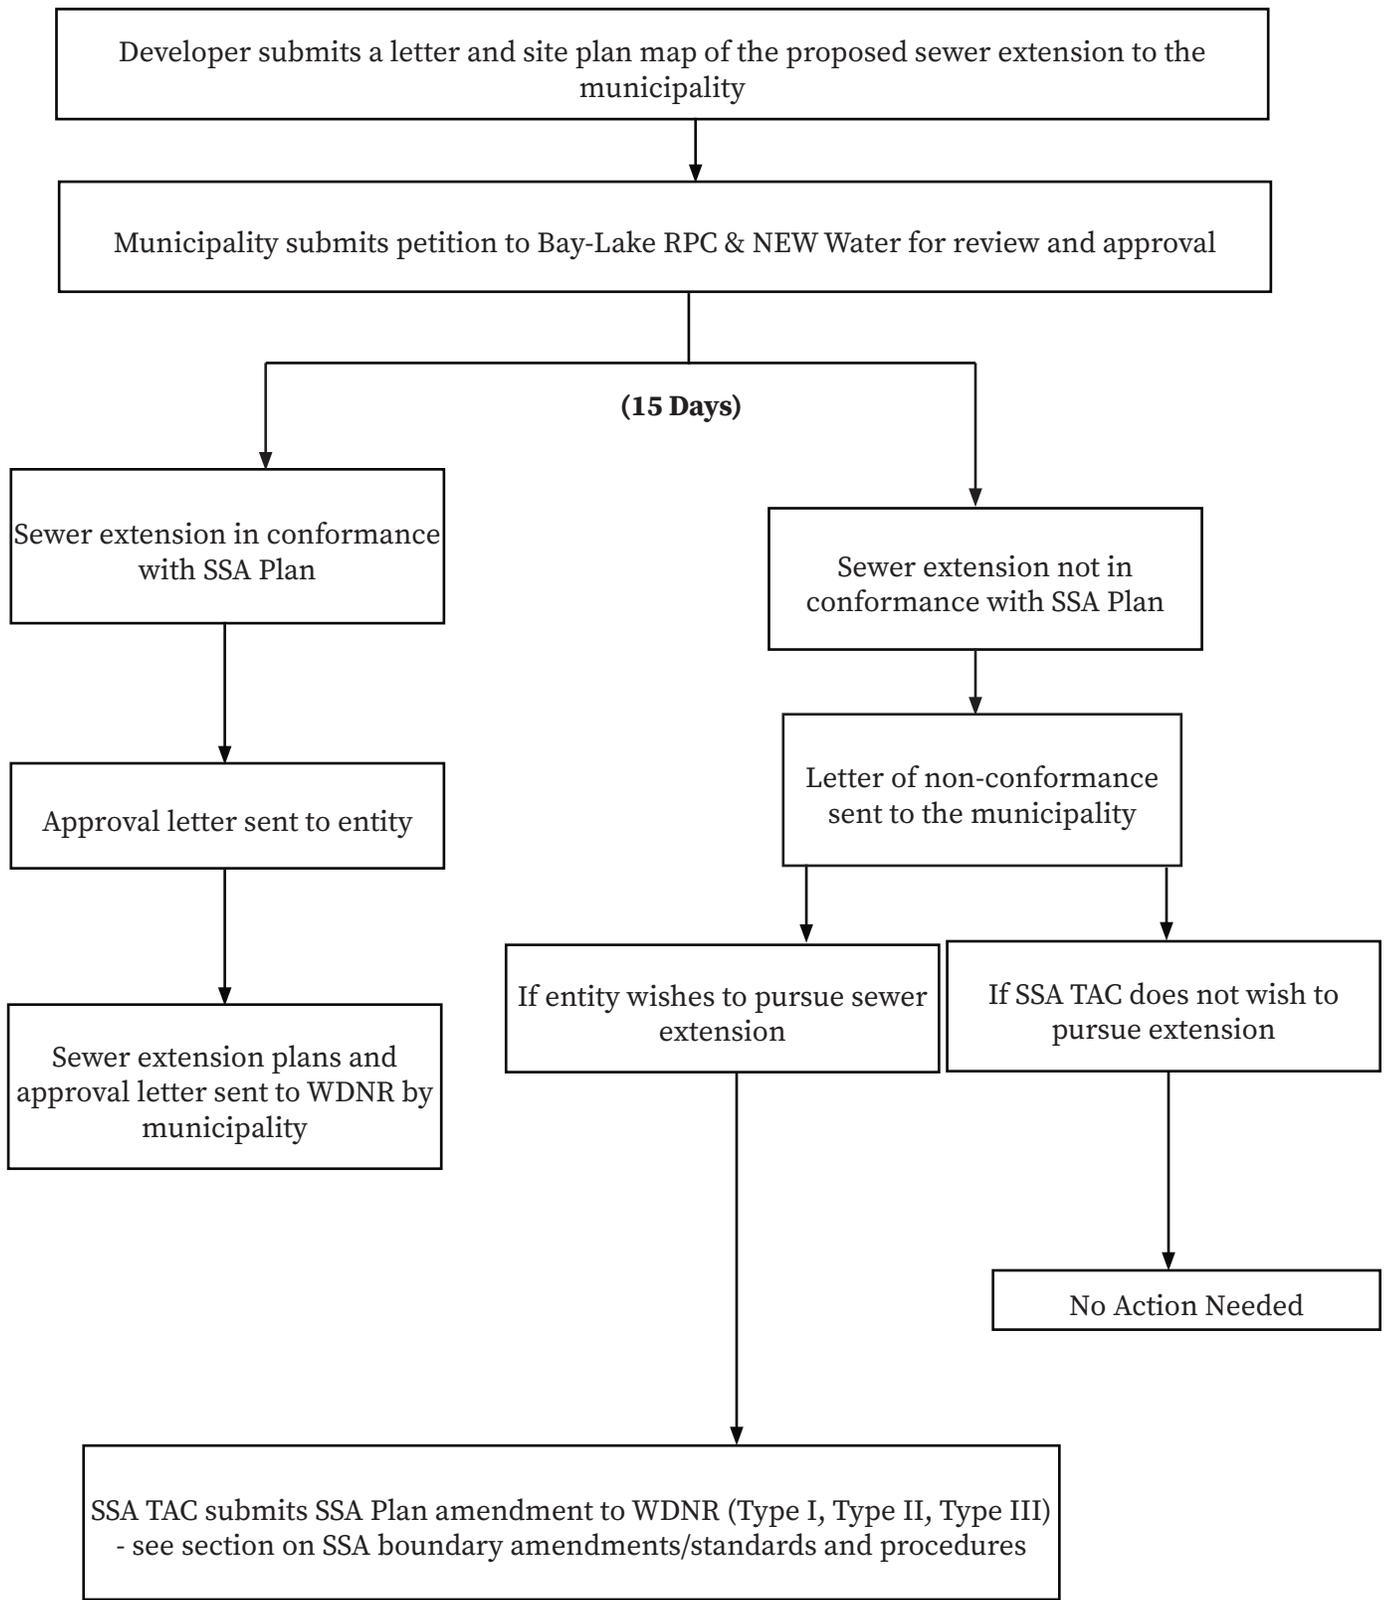 Developer submits a letter and site plan map of the proposed sewer extension to the
municipality
Municipality submits petition to Bay-Lake RPC & NEW Water for review and approval
(15 Days)
Sewer extension in conformance
with SSA Plan
Sewer extension not in
conformance with SSA Plan
Approval letter sent to entity
Letter of non-conformance
sent to the municipality
Sewer extension plans and
approval letter sent to WDNR by
municipality
If entity wishes to pursue sewer
extension
If SSA TAC does not wish to
pursue extension
No Action Needed
SSA TAC submits SSA Plan amendment to WDNR (Type I, Type II, Type III)
- see section on SSA boundary amendments/standards and procedures